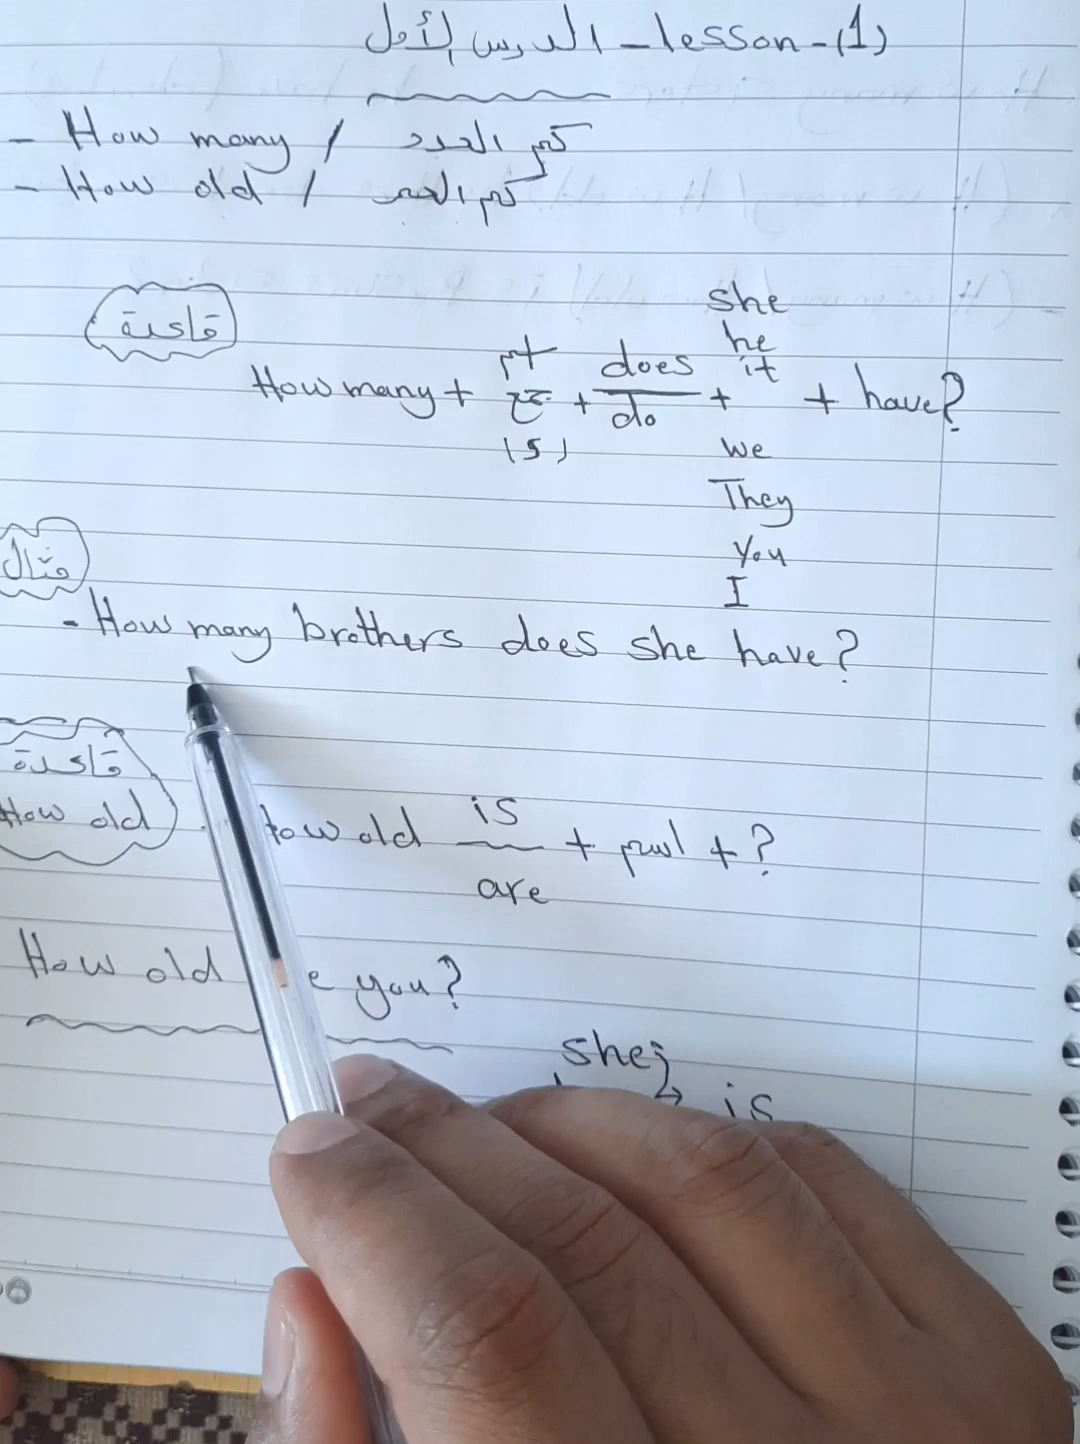 الدرس الأول - lesson - (1)
- How many / كم العدد
- How old / كم العمر
قاعدة
How many + اسم جمع (s) + does / do + she he it we They you I + have?
مثال
- How many brothers does she have?
قاعدة
How old
How old is / are + اسم + ?
How old e you?
she
is